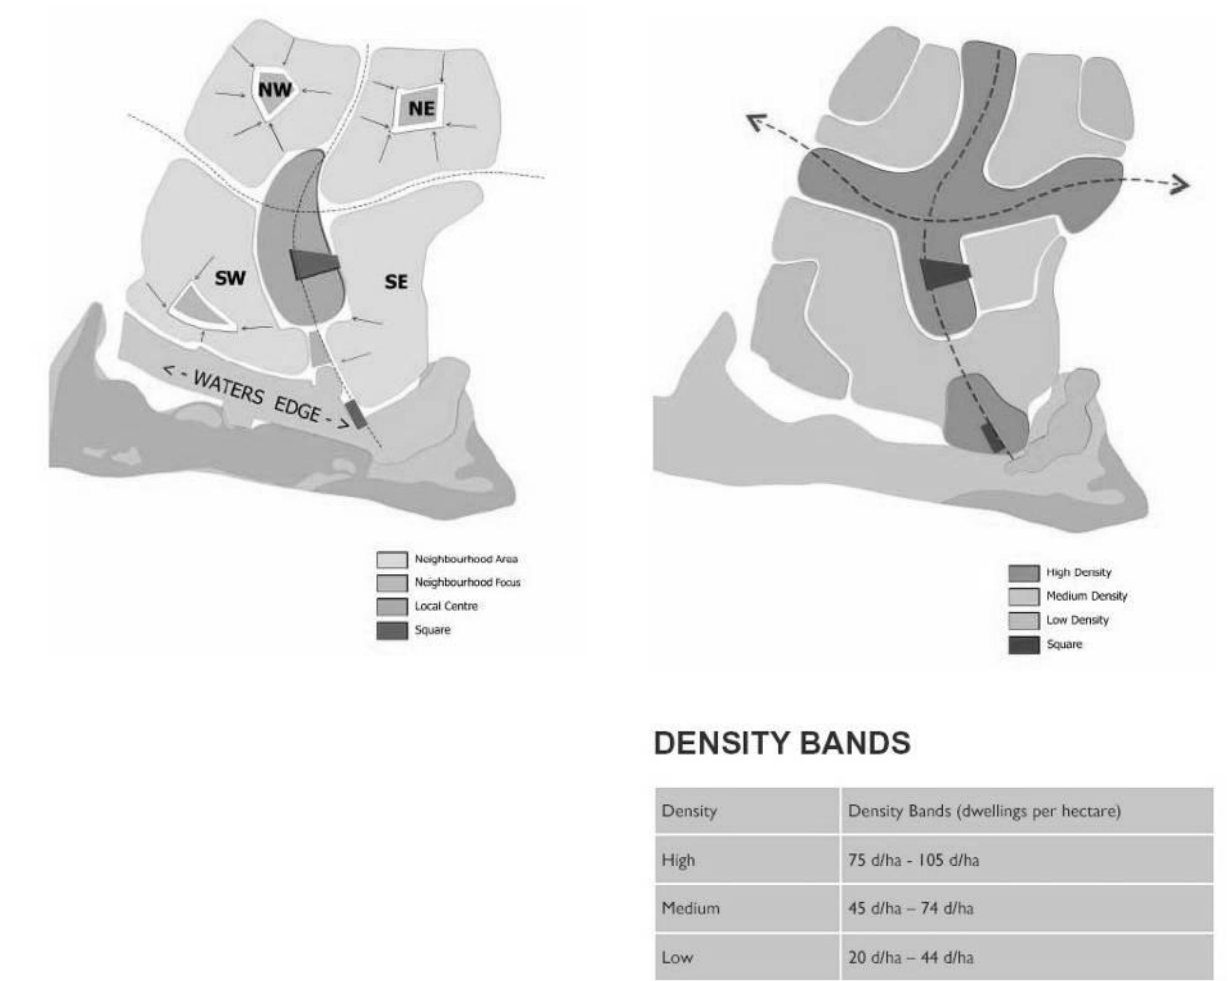 NW
NE
SW
SE
< - WATERS EDGE - >
Neighbourhood Area
Neighbourhood Focus
Local Centre
Square
High Density
Medium Density
Low Density
Square
DENSITY BANDS
Density Density Bands (dwellings per hectare)
High 75 d/ha - 105 d/ha
Medium 45 d/ha – 74 d/ha
Low 20 d/ha – 44 d/ha